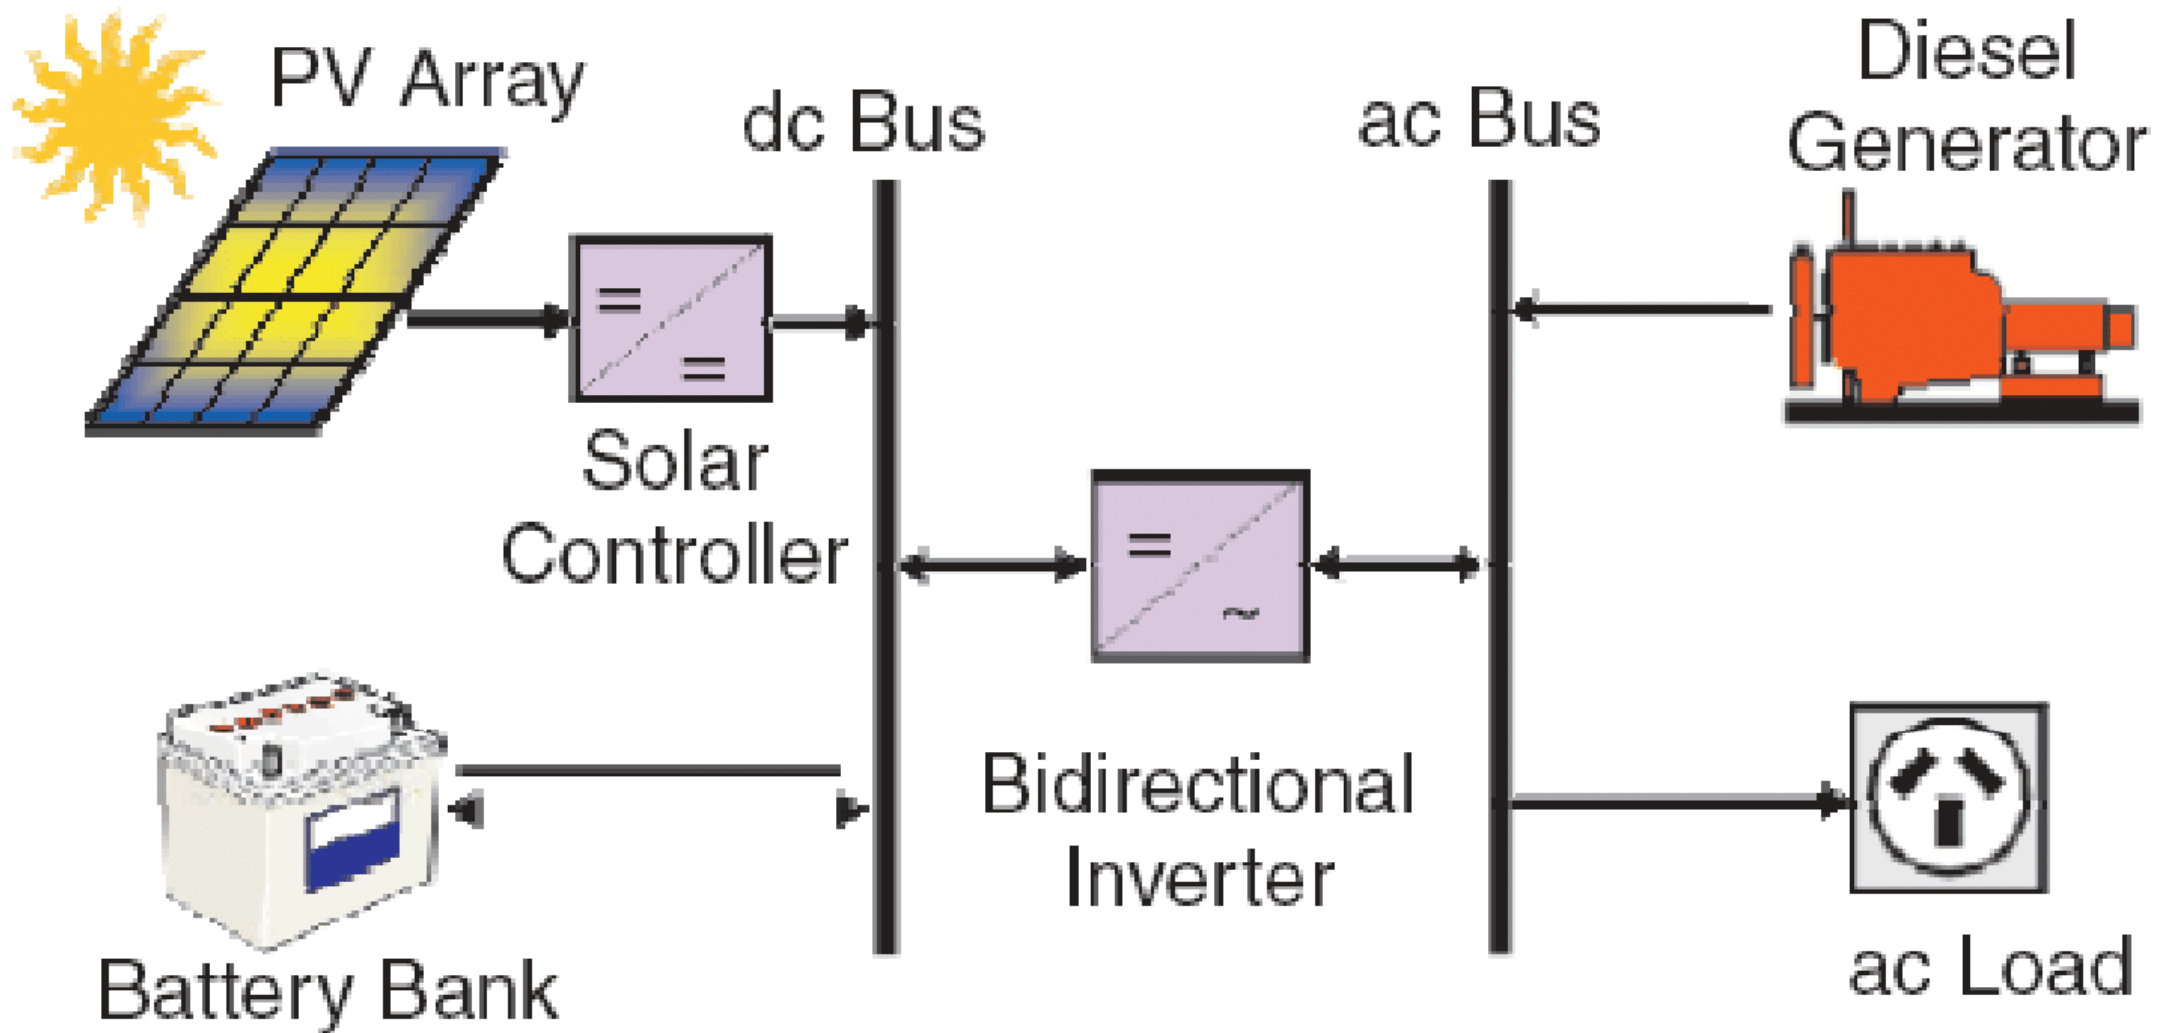 PV Array
dc Bus
ac Bus
Diesel
Generator
Solar
Controller
=
=
=
~
Bidirectional
Inverter
Battery Bank
ac Load